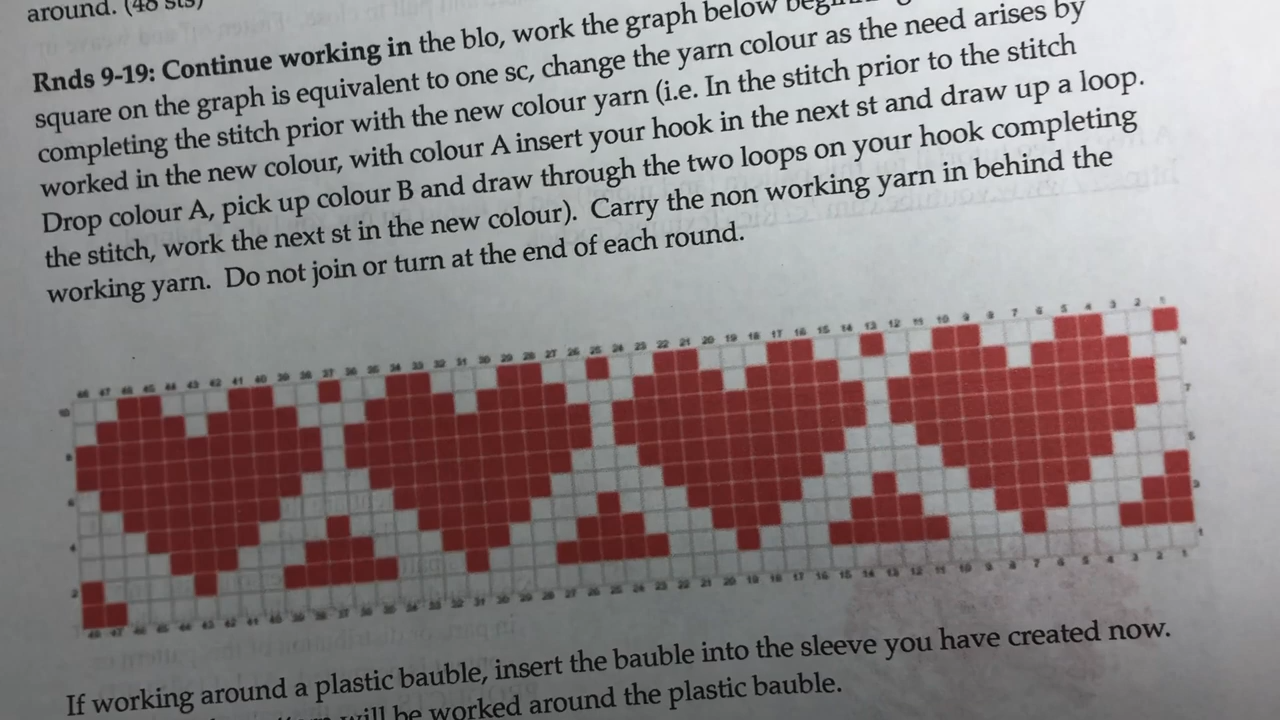 around. (48 sts)
Rnds 9-19: Continue working in the blo, work the graph below
square on the graph is equivalent to one sc, change the yarn colour as the need arises by
completing the stitch prior with the new colour yarn (i.e. In the stitch prior to the stitch
worked in the new colour, with colour A insert your hook in the next st and draw up a loop.
Drop colour A, pick up colour B and draw through the two loops on your hook completing
the stitch, work the next st in the new colour). Carry the non working yarn in behind the
working yarn. Do not join or turn at the end of each round.
If working around a plastic bauble, insert the bauble into the sleeve you have created now.
will be worked around the plastic bauble.